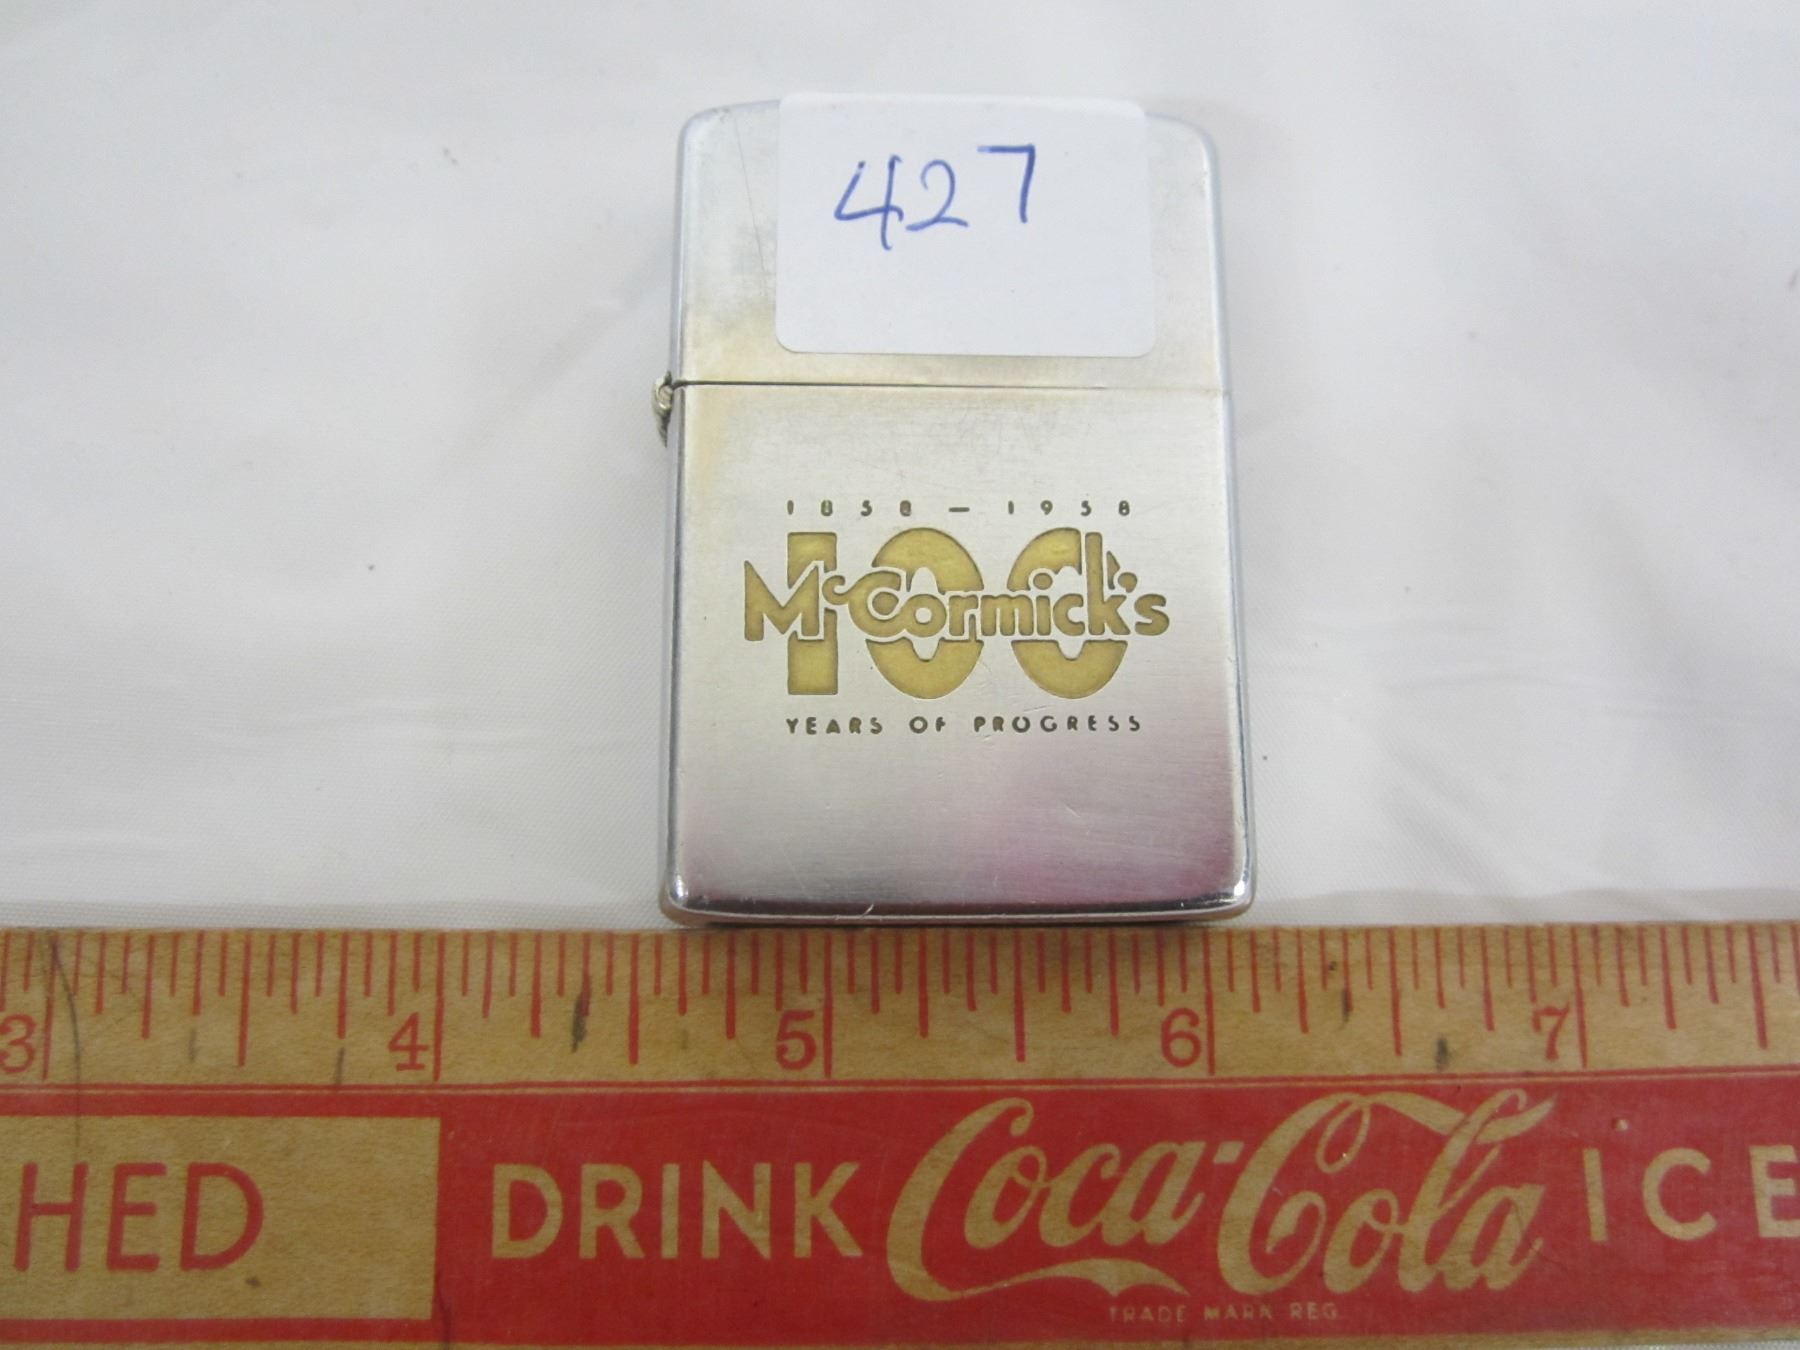 427
1858 — 1958
100
McCormick's
YEARS OF PROGRESS
3 4 5 6 7
HED DRINK Coca-Cola ICE
TRADE MARK REG.